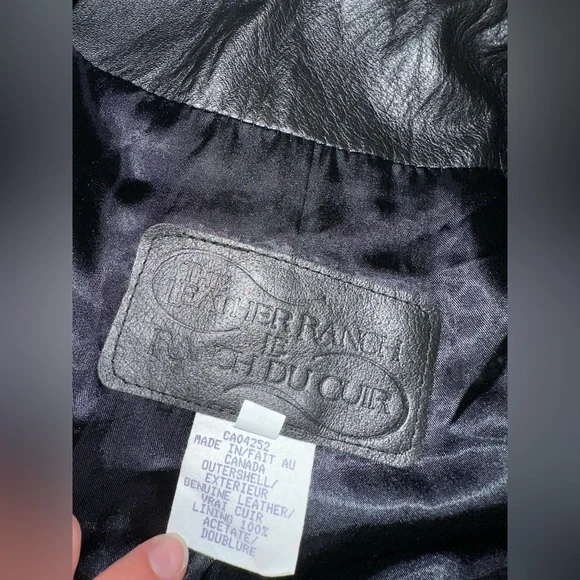 THE
LEATHER RANCH
LE
RANCH DU CUIR
CA04252
MADE IN/FAIT AU
CANADA
OUTERSHELL/
EXTERIEUR
GENUINE LEATHER/
VRAI CUIR
LINING 100%
ACETATE/
DOUBLURE